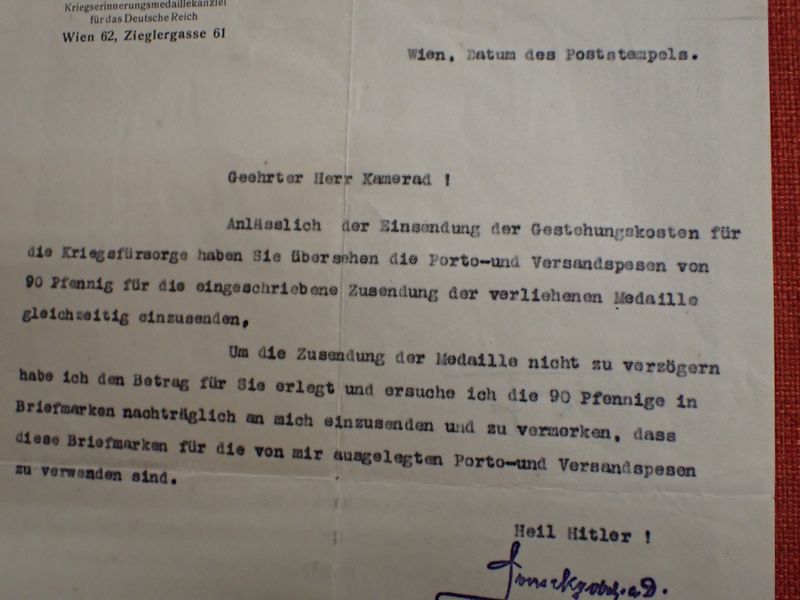 Kriegserinnerungsmedaillekanzlei
für das Deutsche Reich
Wien 62, Zieglergasse 61
Wien, Datum des Poststempels.
Geehrter Herr Kamerad !
Anlässlich der Einsendung der Gestehungskosten für
die Kriegsfürsorge haben Sie übersehen die Porto-und Versandspesen von
90 Pfennig für die eingeschriebene Zusendung der verliehenen Medaille
gleichzeitig einzusenden,
Um die Zusendung der Medaille nicht zu verzögern
habe ich den Betrag für Sie erlegt und ersuche ich die 90 Pfennige in
Briefmarken nachträglich an mich einzusenden und zu vermerken, dass
diese Briefmarken für die von mir ausgelegten Porto-und Versandspesen
zu verwenden sind.
Heil Hitler !